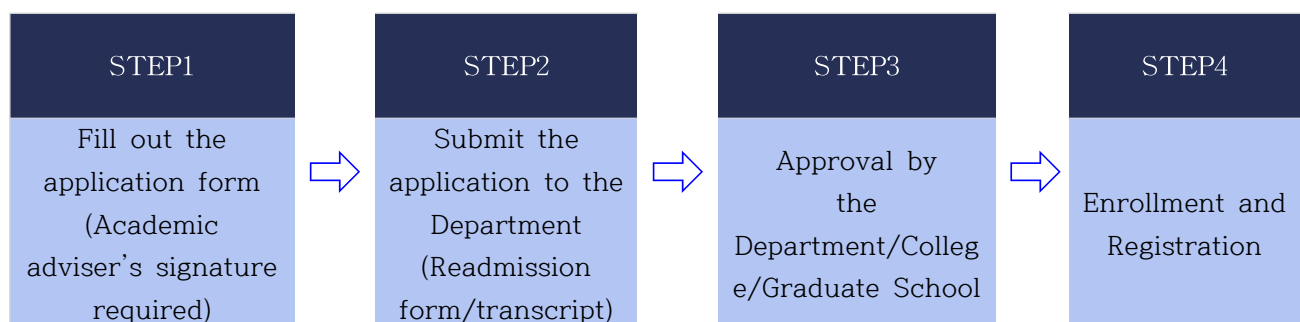 STEP1
Fill out the
application form
(Academic
adviser's signature
required)
STEP2
Submit the
application to the
Department
(Readmission
form/transcript)
STEP3
Approval by
the
Department/Colleg
e/Graduate School
STEP4
Enrollment and
Registration